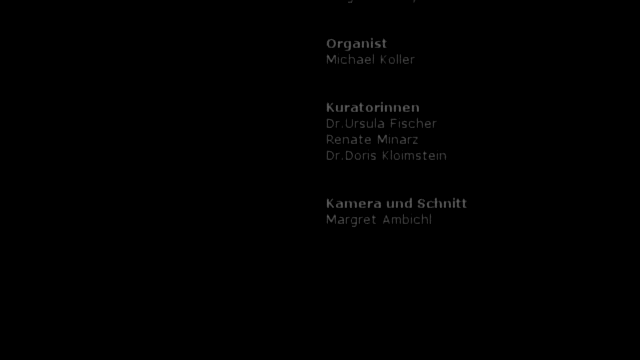 Organist
Michael Koller
Kuratorinnen
Dr.Ursula Fischer
Renate Minarz
Dr.Doris Kloimstein
Kamera und Schnitt
Margret Ambichl